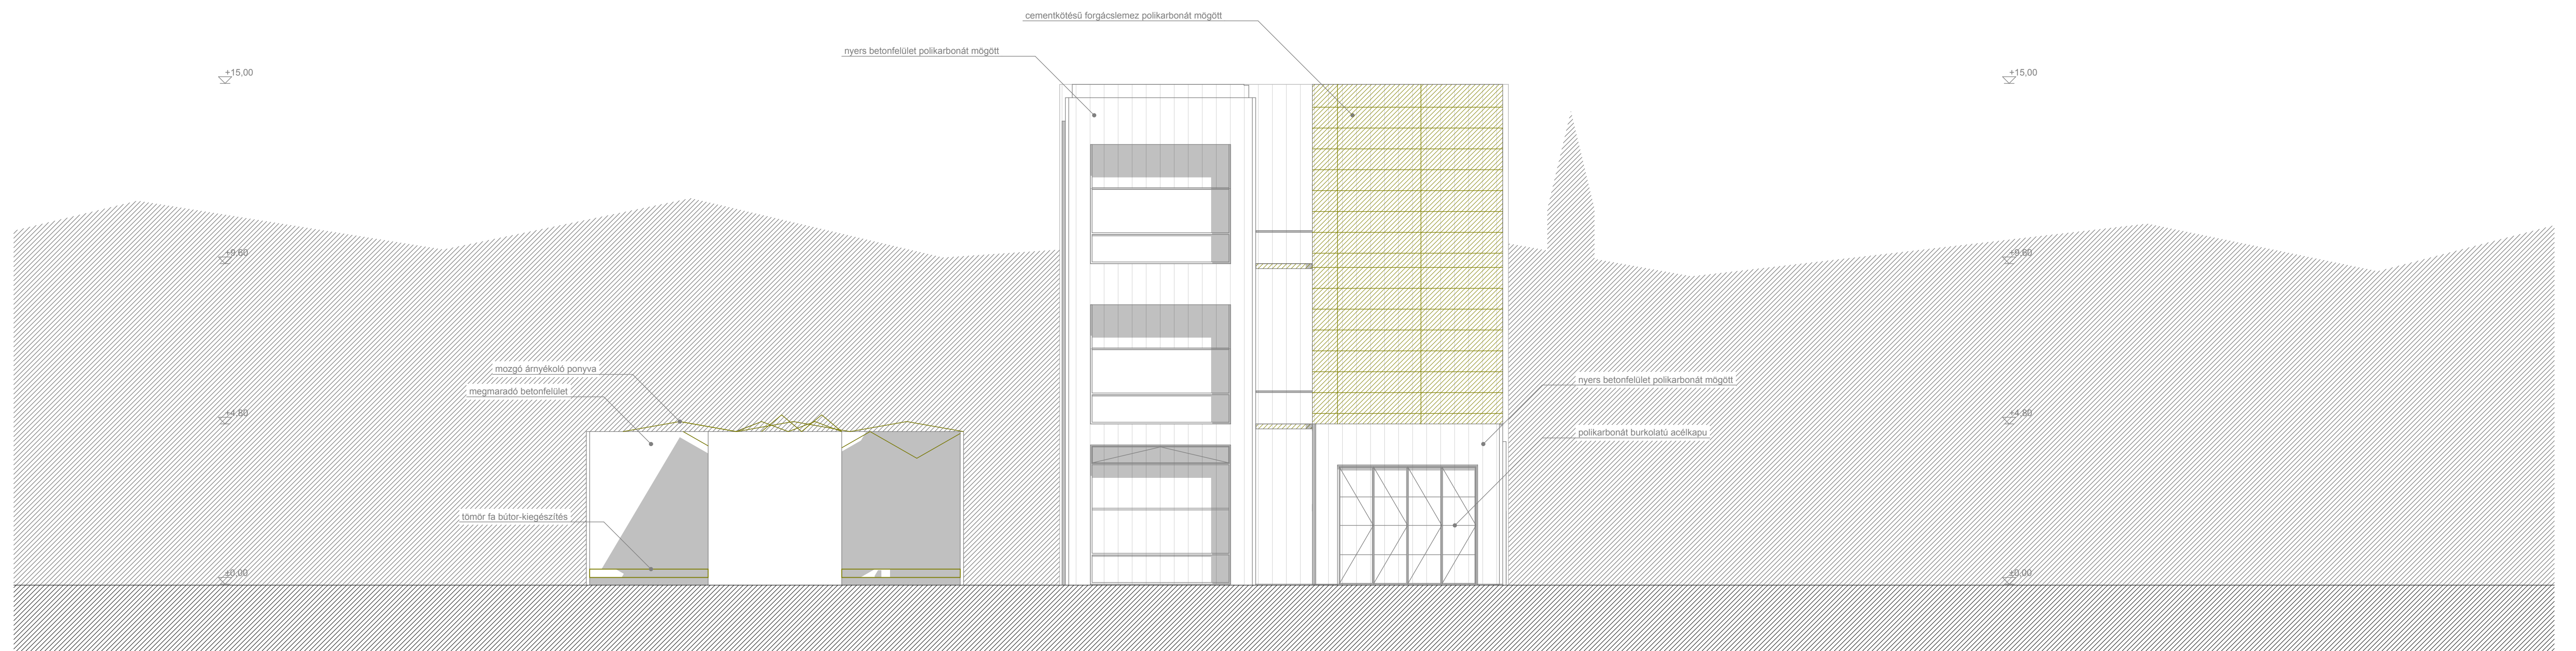 cementkötésű forgácslemez polikarbonát mögött
nyers betonfelület polikarbonát mögött
+15,00
+15,00
+9,60
+9,60
mozgó árnyékoló ponyva
nyers betonfelület polikarbonát mögött
megmaradó betonfelület
+4,80
+4,80
polikarbonát burkolatú acélkapu
tömör fa bútor-kiegészítés
±0,00
±0,00